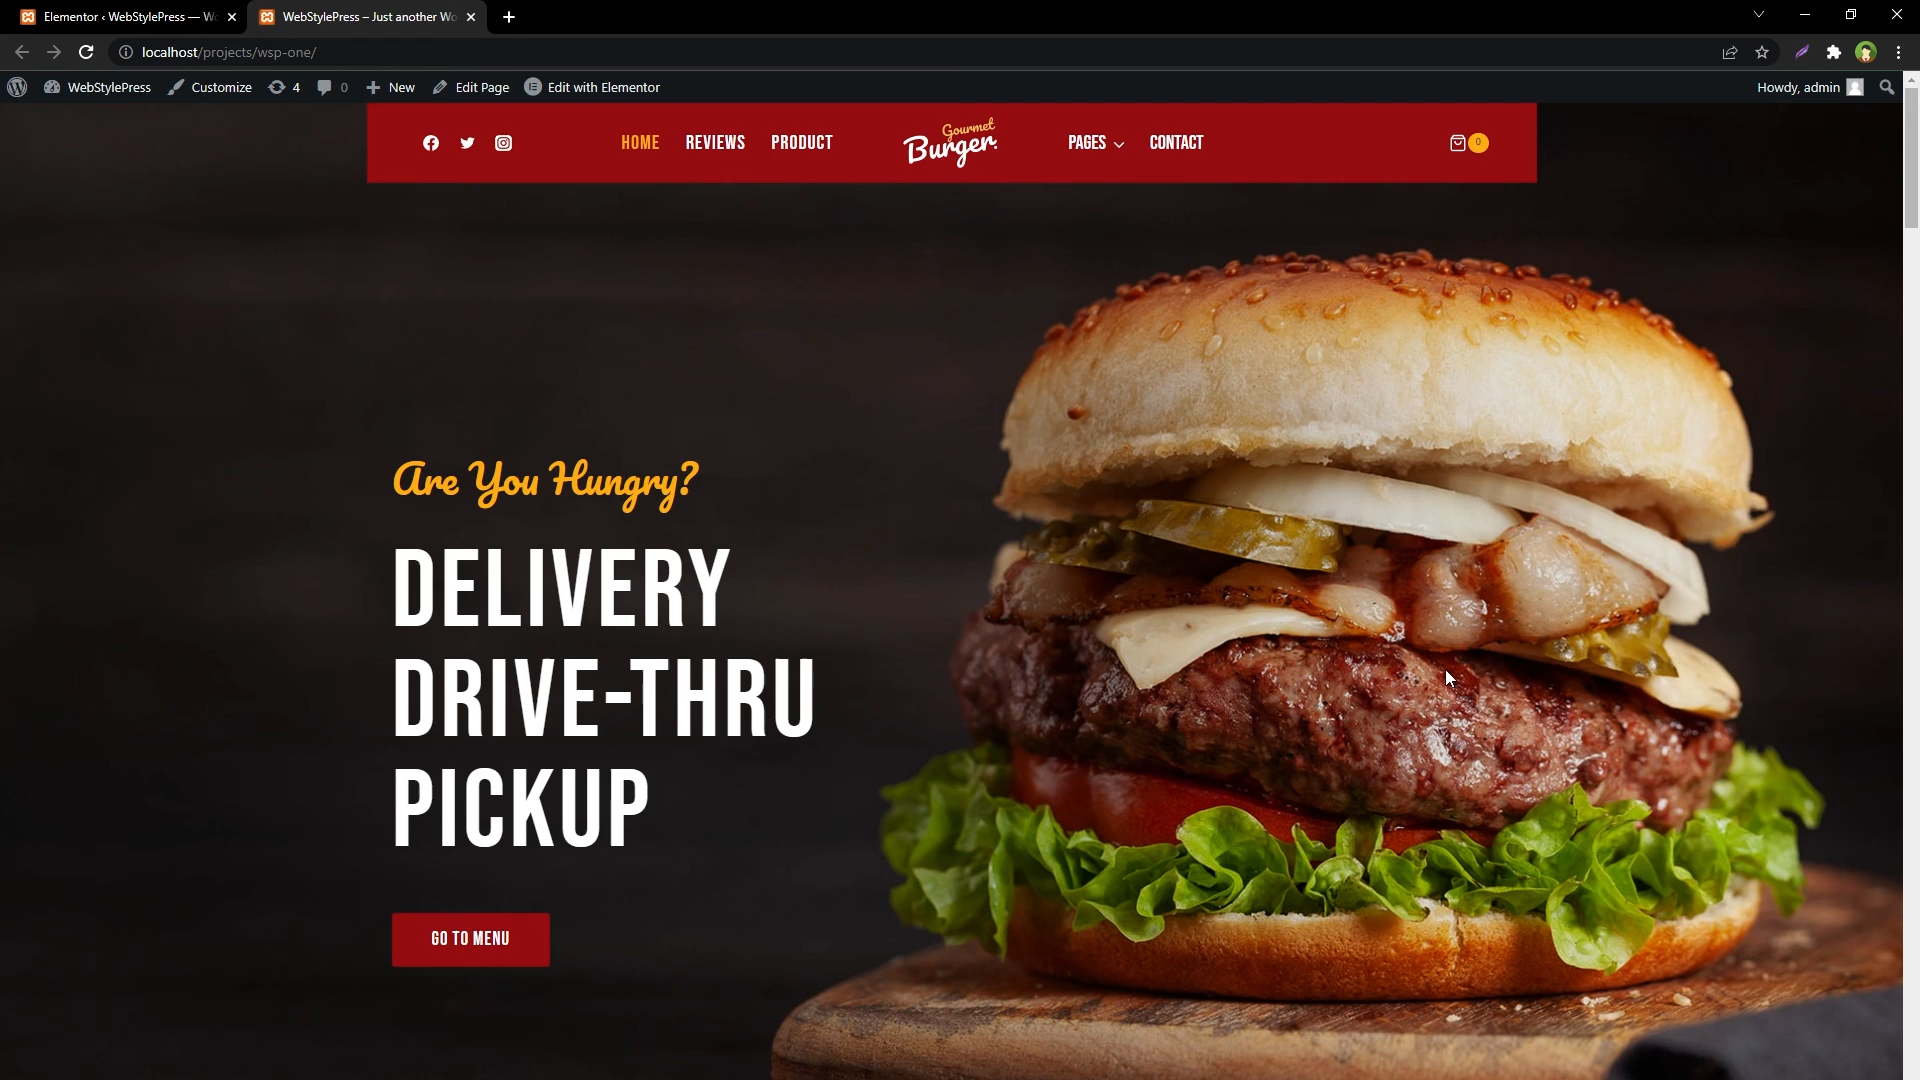 Elementor ‹ WebStylePress — Wo
WebStylePress – Just another Wo
localhost/projects/wsp-one/
WebStylePress
Customize
4
0
New
Edit Page
Edit with Elementor
Howdy, admin
HOME
REVIEWS
PRODUCT
Gourmet
Burger.
PAGES
CONTACT
0
Are You Hungry?
DELIVERY
DRIVE-THRU
PICKUP
GO TO MENU